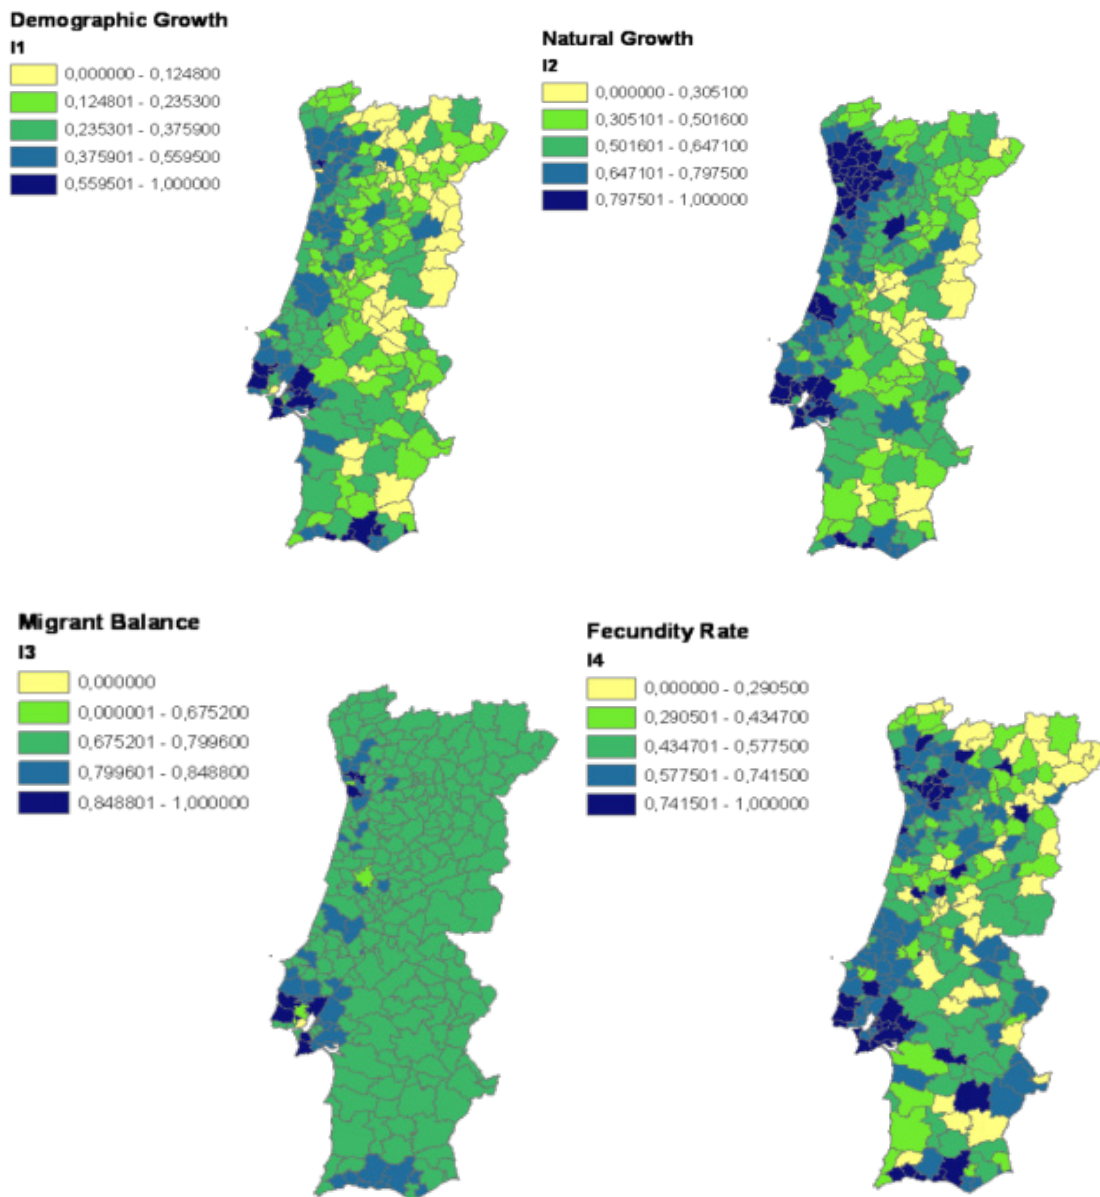 Demographic Growth
I1
0,000000 - 0,124800
0,124801 - 0,235300
0,235301 - 0,375900
0,375901 - 0,559500
0,559501 - 1,000000
Natural Growth
I2
0,000000 - 0,305100
0,305101 - 0,501600
0,501601 - 0,647100
0,647101 - 0,797500
0,797501 - 1,000000
Migrant Balance
I3
0,000000
0,000001 - 0,675200
0,675201 - 0,799600
0,799601 - 0,848800
0,848801 - 1,000000
Fecundity Rate
I4
0,000000 - 0,290500
0,290501 - 0,434700
0,434701 - 0,577500
0,577501 - 0,741500
0,741501 - 1,000000